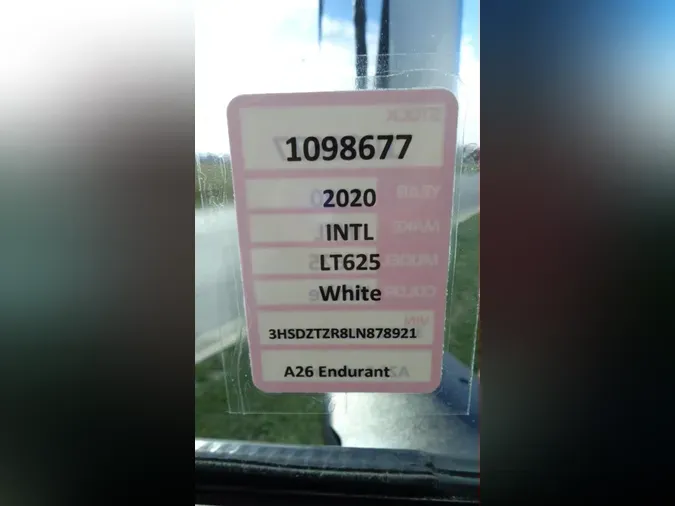 1098677
2020
INTL
LT625
White
3HSDZTZR8LN878921
A26 Endurant